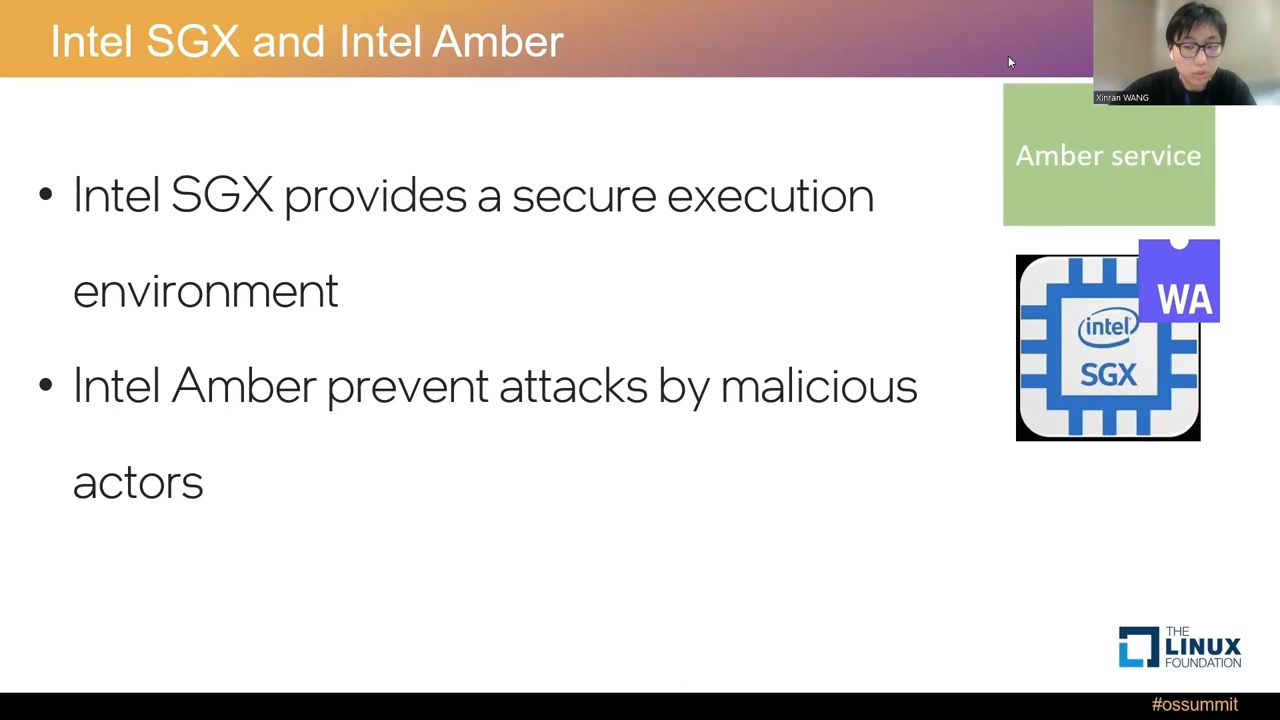 Intel SGX and Intel Amber
Xinran WANG
Amber service
• Intel SGX provides a secure execution
environment
• Intel Amber prevent attacks by malicious
actors
WA
intel
SGX
THE
LINUX
FOUNDATION
#ossummit